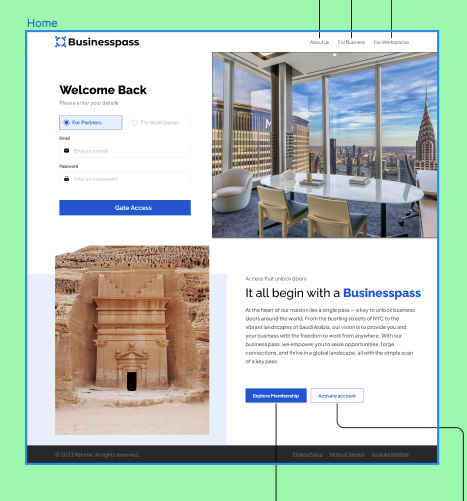 Home
Businesspass
About us For Business For Workspaces
Welcome Back
Please enter your details
For Partners
For Workspaces
Email
Enter your email
Password
Enter your password
Gate Access
Access that unlock doors
It all begin with a Businesspass
At the heart of our mission lies a single pass — a key to unlock business
doors around the world. From the bustling streets of NYC to the
vibrant landscapes of Saudi Arabia, our vision is to provide you and
your business with the freedom to work from anywhere. With our
business pass, we empower you to seize opportunities, forge
connections, and thrive in a global landscape, all with the simple scan
of a key pass.
Explore Membership
Activate account
© 2023 Relume. All rights reserved.
Privacy Policy Terms of Service Cookies Settings